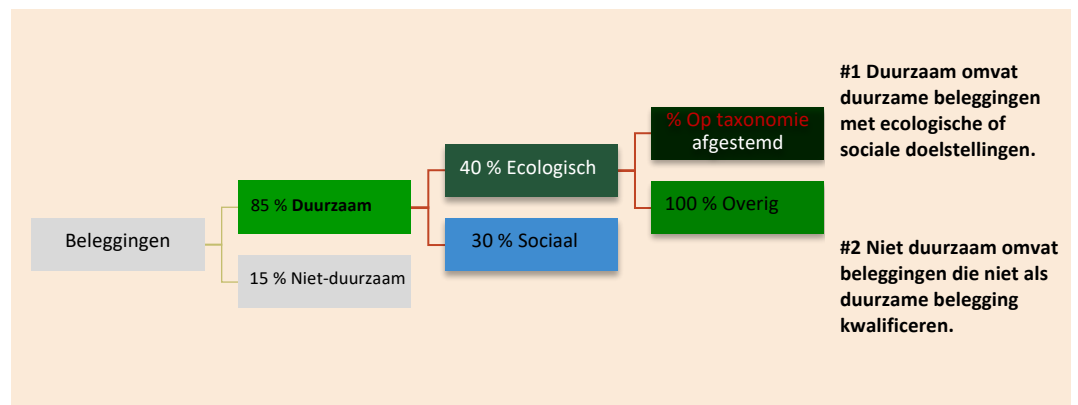 Beleggingen
85 % Duurzaam
15 % Niet-duurzaam
40 % Ecologisch
30 % Sociaal
% Op taxonomie
afgestemd
100 % Overig
#1 Duurzaam omvat
duurzame beleggingen
met ecologische of
sociale doelstellingen.
#2 Niet duurzaam omvat
beleggingen die niet als
duurzame belegging
kwalificeren.